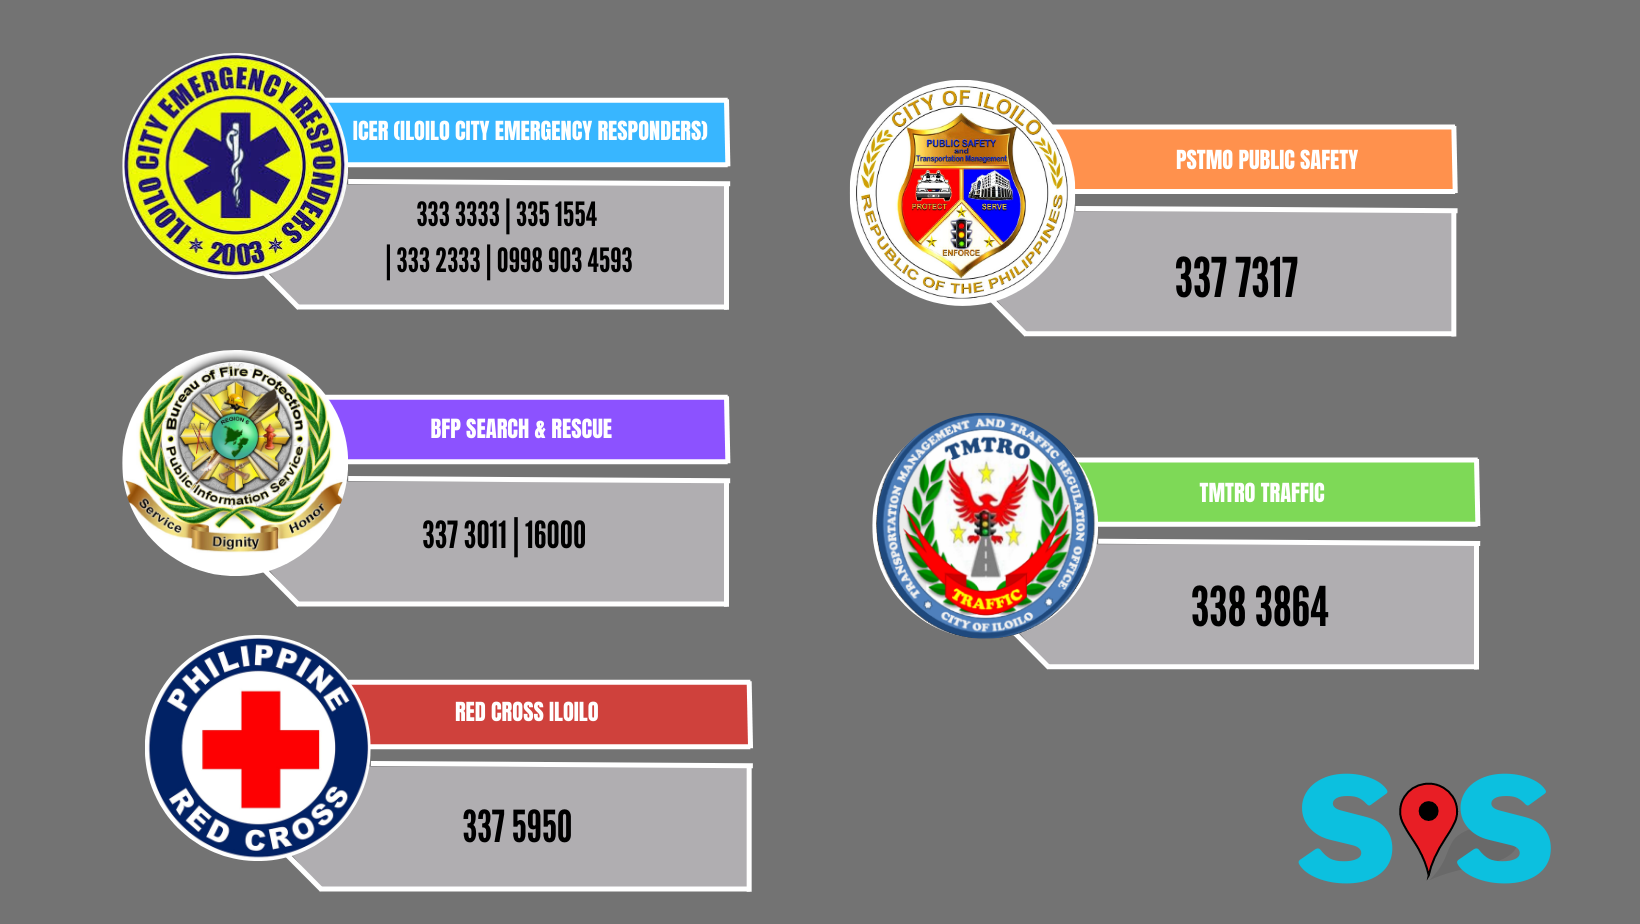 ICER (ILOILO CITY EMERGENCY RESPONDERS)
ILOILO CITY EMERGENCY RESPONDERS
2003
333 3333 | 335 1554
| 333 2333 | 0998 903 4593
BFP SEARCH & RESCUE
Bureau of Fire Protection
REGION 6
Public Information Service
Service
Dignity
Honor
337 3011 | 16000
RED CROSS ILOILO
PHILIPPINE
RED CROSS
337 5950
PSTMO PUBLIC SAFETY
CITY OF ILOILO
PUBLIC SAFETY
and
Transportation Management
PROTECT
SERVE
ENFORCE
REPUBLIC OF THE PHILIPPINES
337 7317
TMTRO TRAFFIC
TRANSPORTATION MANAGEMENT AND TRAFFIC REGULATION OFFICE
TMTRO
TRAFFIC
CITY OF ILOILO
338 3864
S S